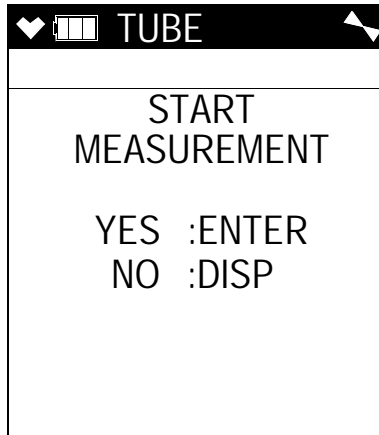 TUBE
START
MEASUREMENT
YES :ENTER
NO :DISP